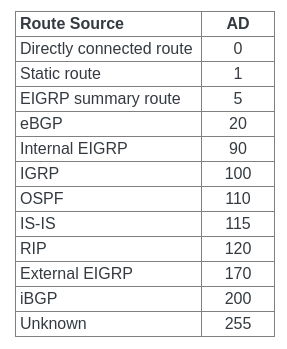 Route Source AD
Directly connected route 0
Static route 1
EIGRP summary route 5
eBGP 20
Internal EIGRP 90
IGRP 100
OSPF 110
IS-IS 115
RIP 120
External EIGRP 170
iBGP 200
Unknown 255